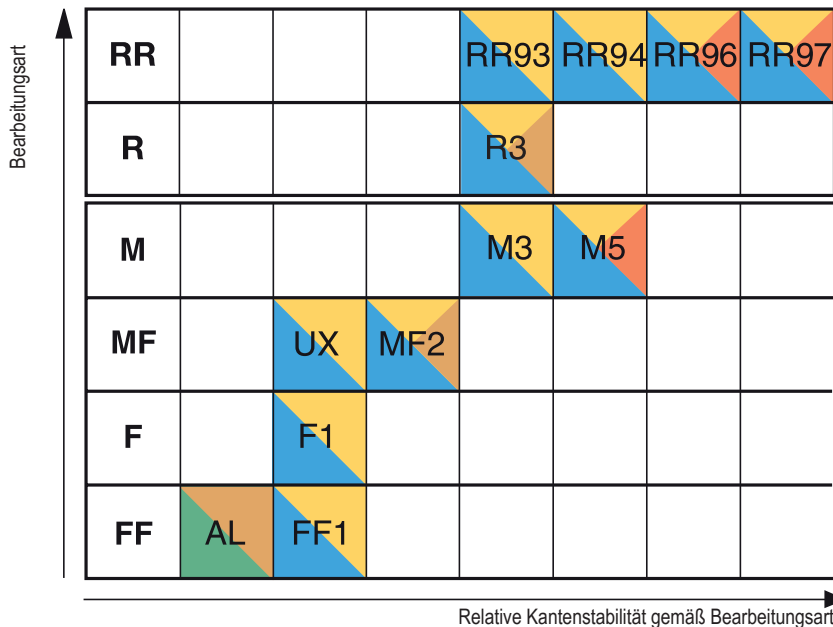 Bearbeitungsart
RR RR93 RR94 RR96 RR97
R R3
M M3 M5
MF UX MF2
F F1
FF AL FF1
Relative Kantenstabilität gemäß Bearbeitungsart